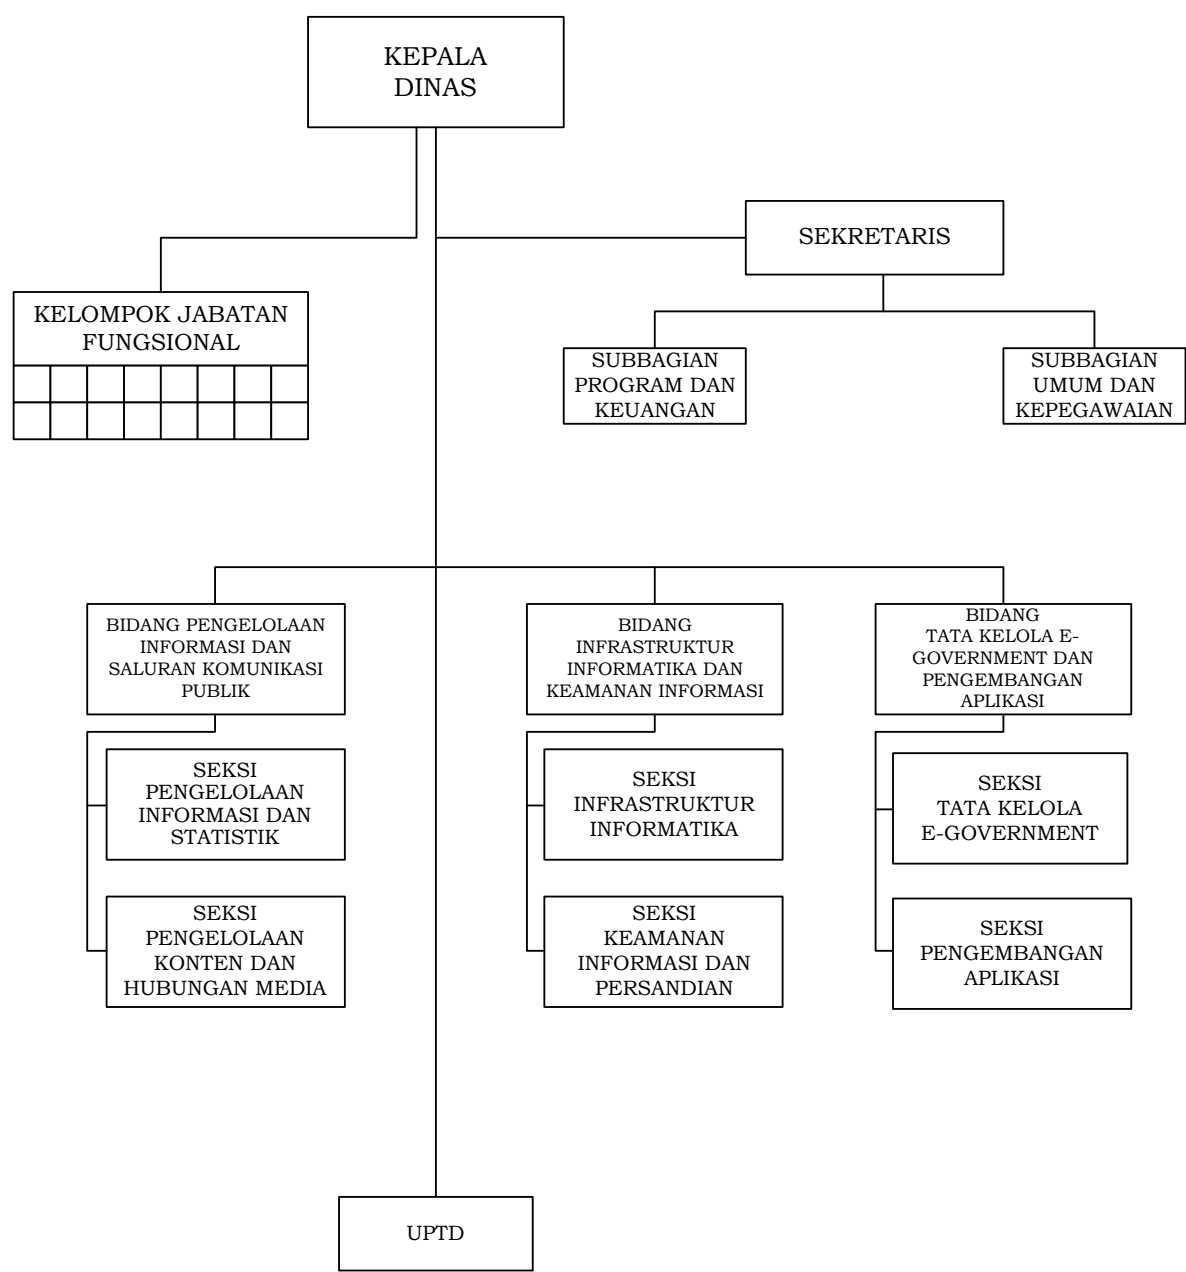 KEPALA
DINAS
SEKRETARIS
KELOMPOK JABATAN
FUNGSIONAL
SUBBAGIAN
PROGRAM DAN
KEUANGAN
SUBBAGIAN
UMUM DAN
KEPEGAWAIAN
BIDANG PENGELOLAAN
INFORMASI DAN
SALURAN KOMUNIKASI
PUBLIK
BIDANG
INFRASTRUKTUR
INFORMATIKA DAN
KEAMANAN INFORMASI
BIDANG
TATA KELOLA E-
GOVERNMENT DAN
PENGEMBANGAN
APLIKASI
SEKSI
PENGELOLAAN
INFORMASI DAN
STATISTIK
SEKSI
INFRASTRUKTUR
INFORMATIKA
SEKSI
TATA KELOLA
E-GOVERNMENT
SEKSI
PENGELOLAAN
KONTEN DAN
HUBUNGAN MEDIA
SEKSI
KEAMANAN
INFORMASI DAN
PERSANDIAN
SEKSI
PENGEMBANGAN
APLIKASI
UPTD